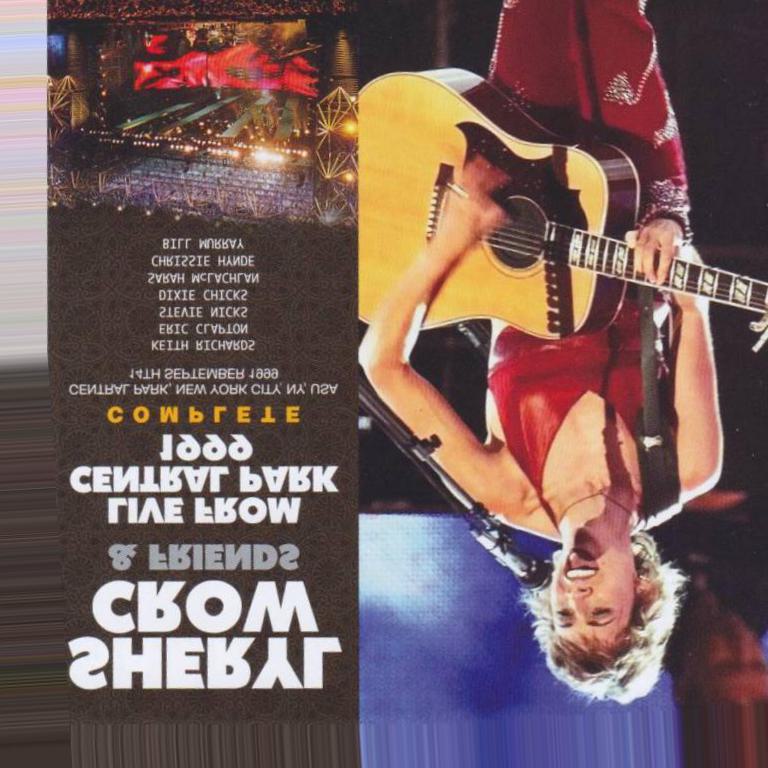 SHERYL
CROW
& FRIENDS
LIVE FROM
CENTRAL PARK
1999
COMPLETE
CENTRAL PARK, NEW YORK CITY, NY, USA
14TH SEPTEMBER 1999
KEITH RICHARDS
ERIC CLAPTON
STEVIE NICKS
DIXIE CHICKS
SARAH McLACHLAN
CHRISSIE HYNDE
BILL MURRAY